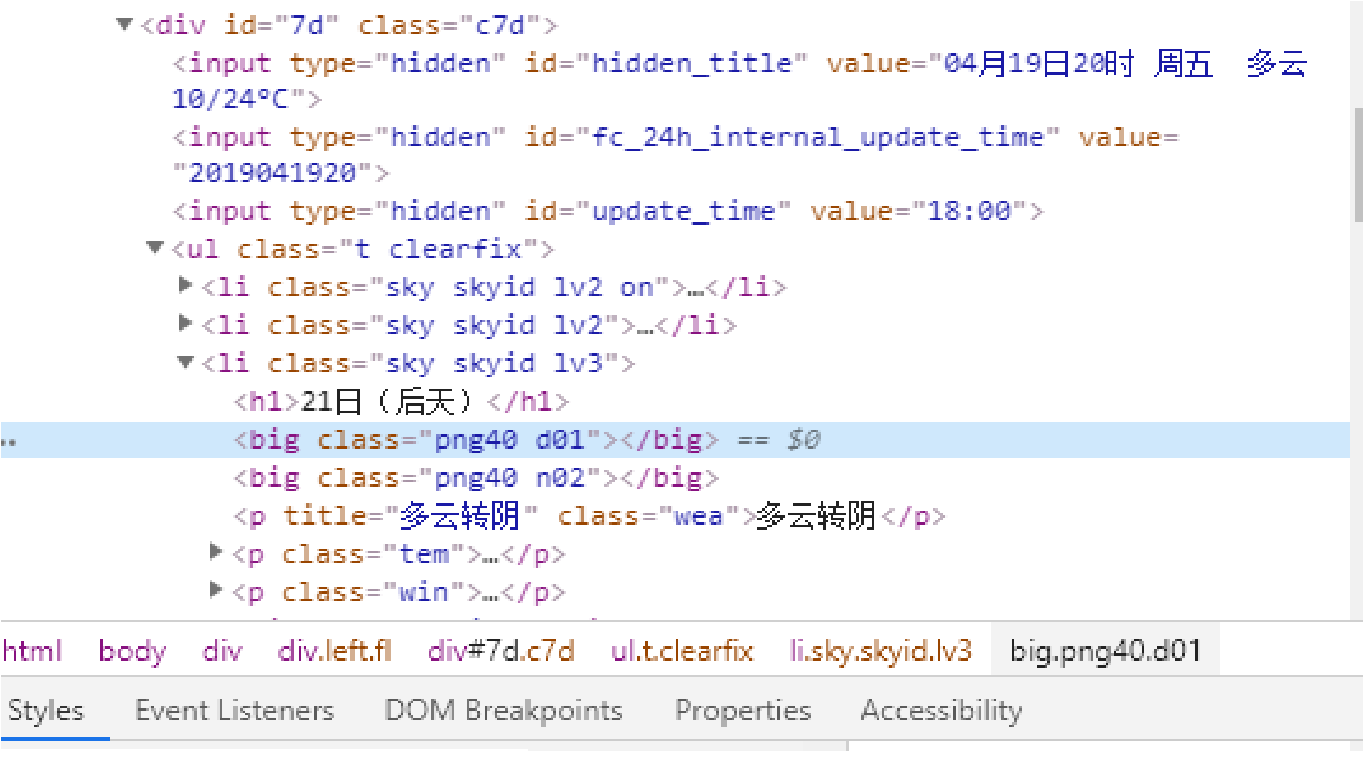 ▼<div id="7d" class="c7d">
<input type="hidden" id="hidden_title" value="04月19日20时 周五  多云
10/24°C">
<input type="hidden" id="fc_24h_internal_update_time" value=
"2019041920">
<input type="hidden" id="update_time" value="18:00">
▼<ul class="t clearfix">
▶<li class="sky skyid lv2 on">…</li>
▶<li class="sky skyid lv2">…</li>
▼<li class="sky skyid lv3">
<h1>21日（后天）</h1>
<big class="png40 d01"></big> == $0
<big class="png40 n02"></big>
<p title="多云转阴" class="wea">多云转阴</p>
▶<p class="tem">…</p>
▶<p class="win">…</p>
html body div div.left.fl div#7d.c7d ul.t.clearfix li.sky.skyid.lv3 big.png40.d01
Styles Event Listeners DOM Breakpoints Properties Accessibility